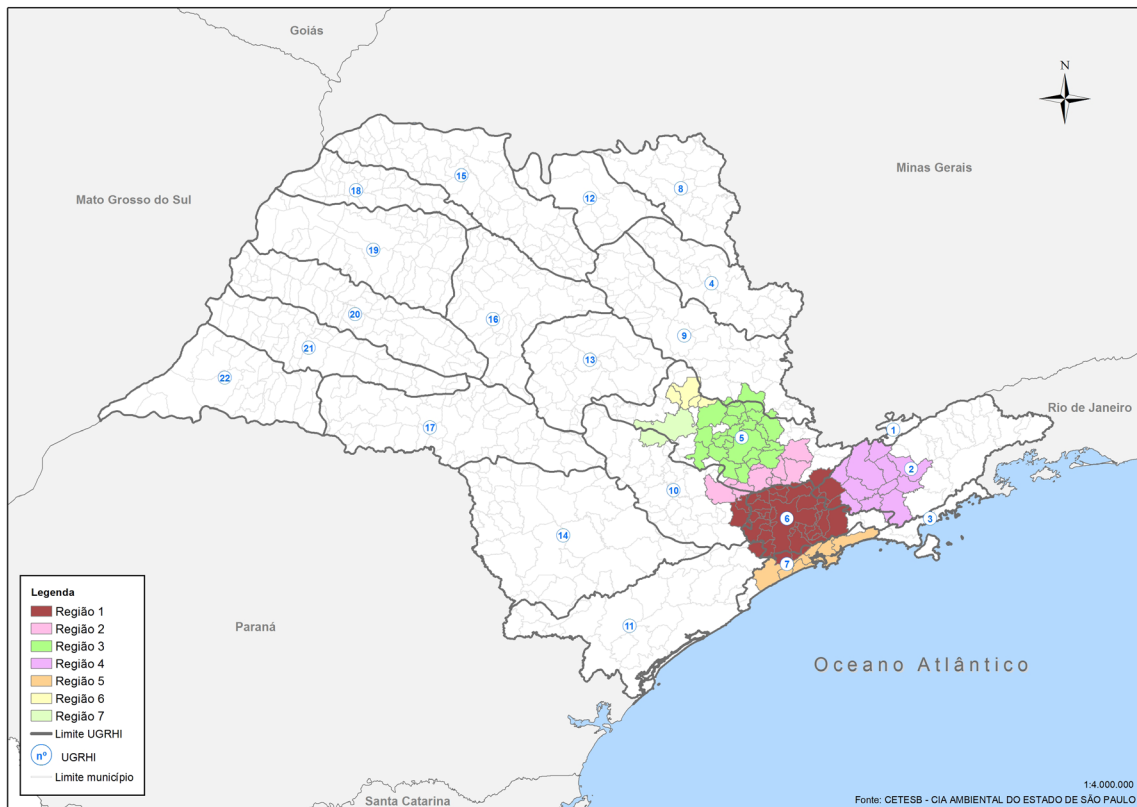 Goiás
N
Minas Gerais
Mato Grosso do Sul
15
18
12
8
19
4
20
16
9
21
13
22
Rio de Janeiro
17
5
1
2
10
6
3
14
7
11
Paraná
Oceano Atlântico
Santa Catarina
Legenda
Região 1
Região 2
Região 3
Região 4
Região 5
Região 6
Região 7
Limite UGRHI
nº UGRHI
Limite município
1:4.000.000
Fonte: CETESB - CIA AMBIENTAL DO ESTADO DE SÃO PAULO